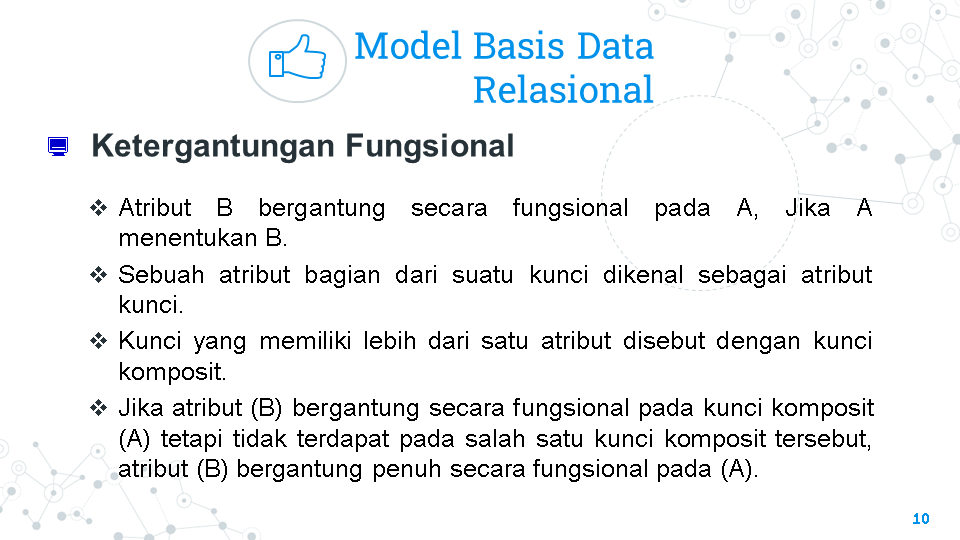 Model Basis Data
Relasional
Ketergantungan Fungsional
Atribut B bergantung secara fungsional pada A, Jika A
menentukan B.
Sebuah atribut bagian dari suatu kunci dikenal sebagai atribut
kunci.
Kunci yang memiliki lebih dari satu atribut disebut dengan kunci
komposit.
Jika atribut (B) bergantung secara fungsional pada kunci komposit
(A) tetapi tidak terdapat pada salah satu kunci komposit tersebut,
atribut (B) bergantung penuh secara fungsional pada (A).
10